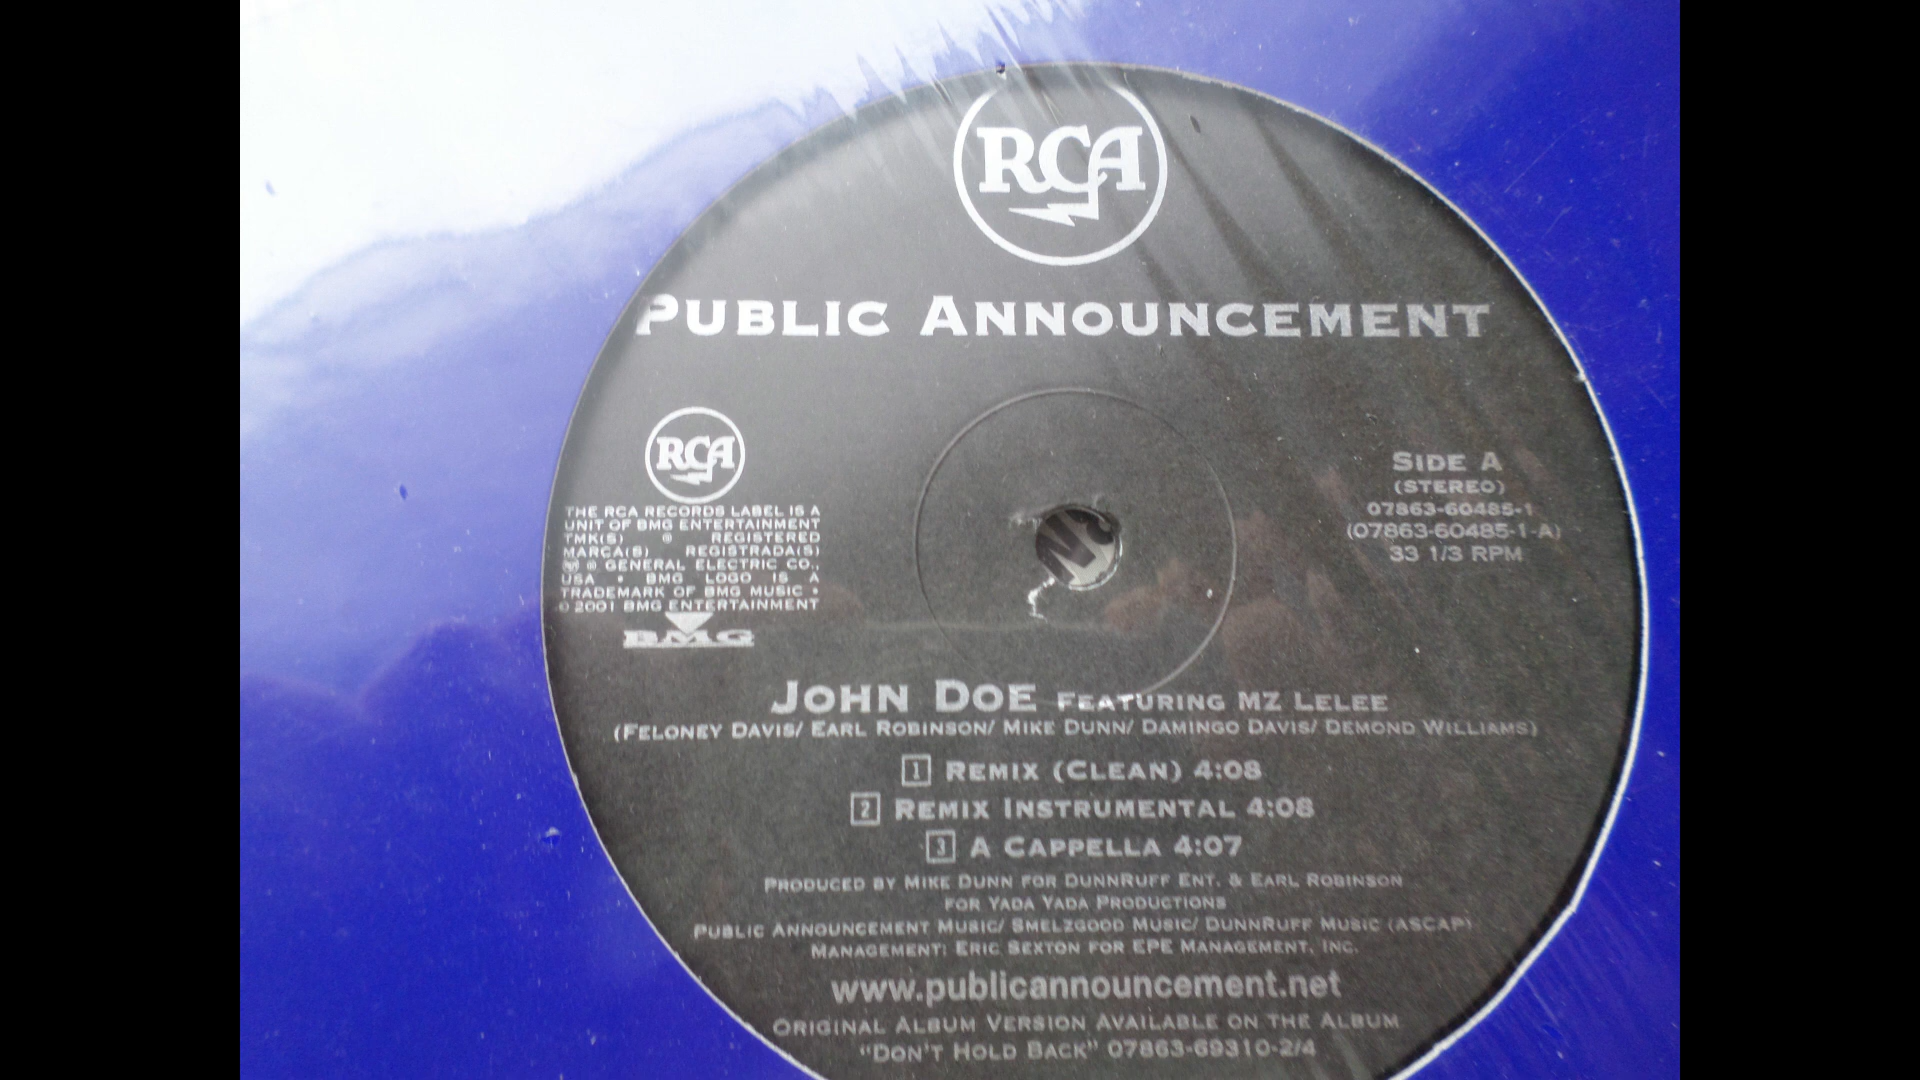 RCA
PUBLIC ANNOUNCEMENT
RCA
THE RCA RECORDS LABEL IS A
UNIT OF BMG ENTERTAINMENT
TMK(S) ® REGISTERED
MARCA(S) REGISTRADA(S)
® GENERAL ELECTRIC CO.,
USA • BMG LOGO IS A
TRADEMARK OF BMG MUSIC •
© 2001 BMG ENTERTAINMENT
BMG
SIDE A
(STEREO)
07863-60485-1
(07863-60485-1-A)
33 1/3 RPM
JOHN DOE FEATURING MZ LELEE
(FELONEY DAVIS/ EARL ROBINSON/ MIKE DUNN/ DAMINGO DAVIS/ DEMOND WILLIAMS)
1 REMIX (CLEAN) 4:08
2 REMIX INSTRUMENTAL 4:08
3 A CAPPELLA 4:07
PRODUCED BY MIKE DUNN FOR DUNNRUFF ENT. & EARL ROBINSON
FOR YADA YADA PRODUCTIONS
PUBLIC ANNOUNCEMENT MUSIC/ SMELZGOOD MUSIC/ DUNNRUFF MUSIC (ASCAP)
MANAGEMENT: ERIC SEXTON FOR EPE MANAGEMENT, INC.
www.publicannouncement.net
ORIGINAL ALBUM VERSION AVAILABLE ON THE ALBUM
"DON'T HOLD BACK" 07863-69310-2/4